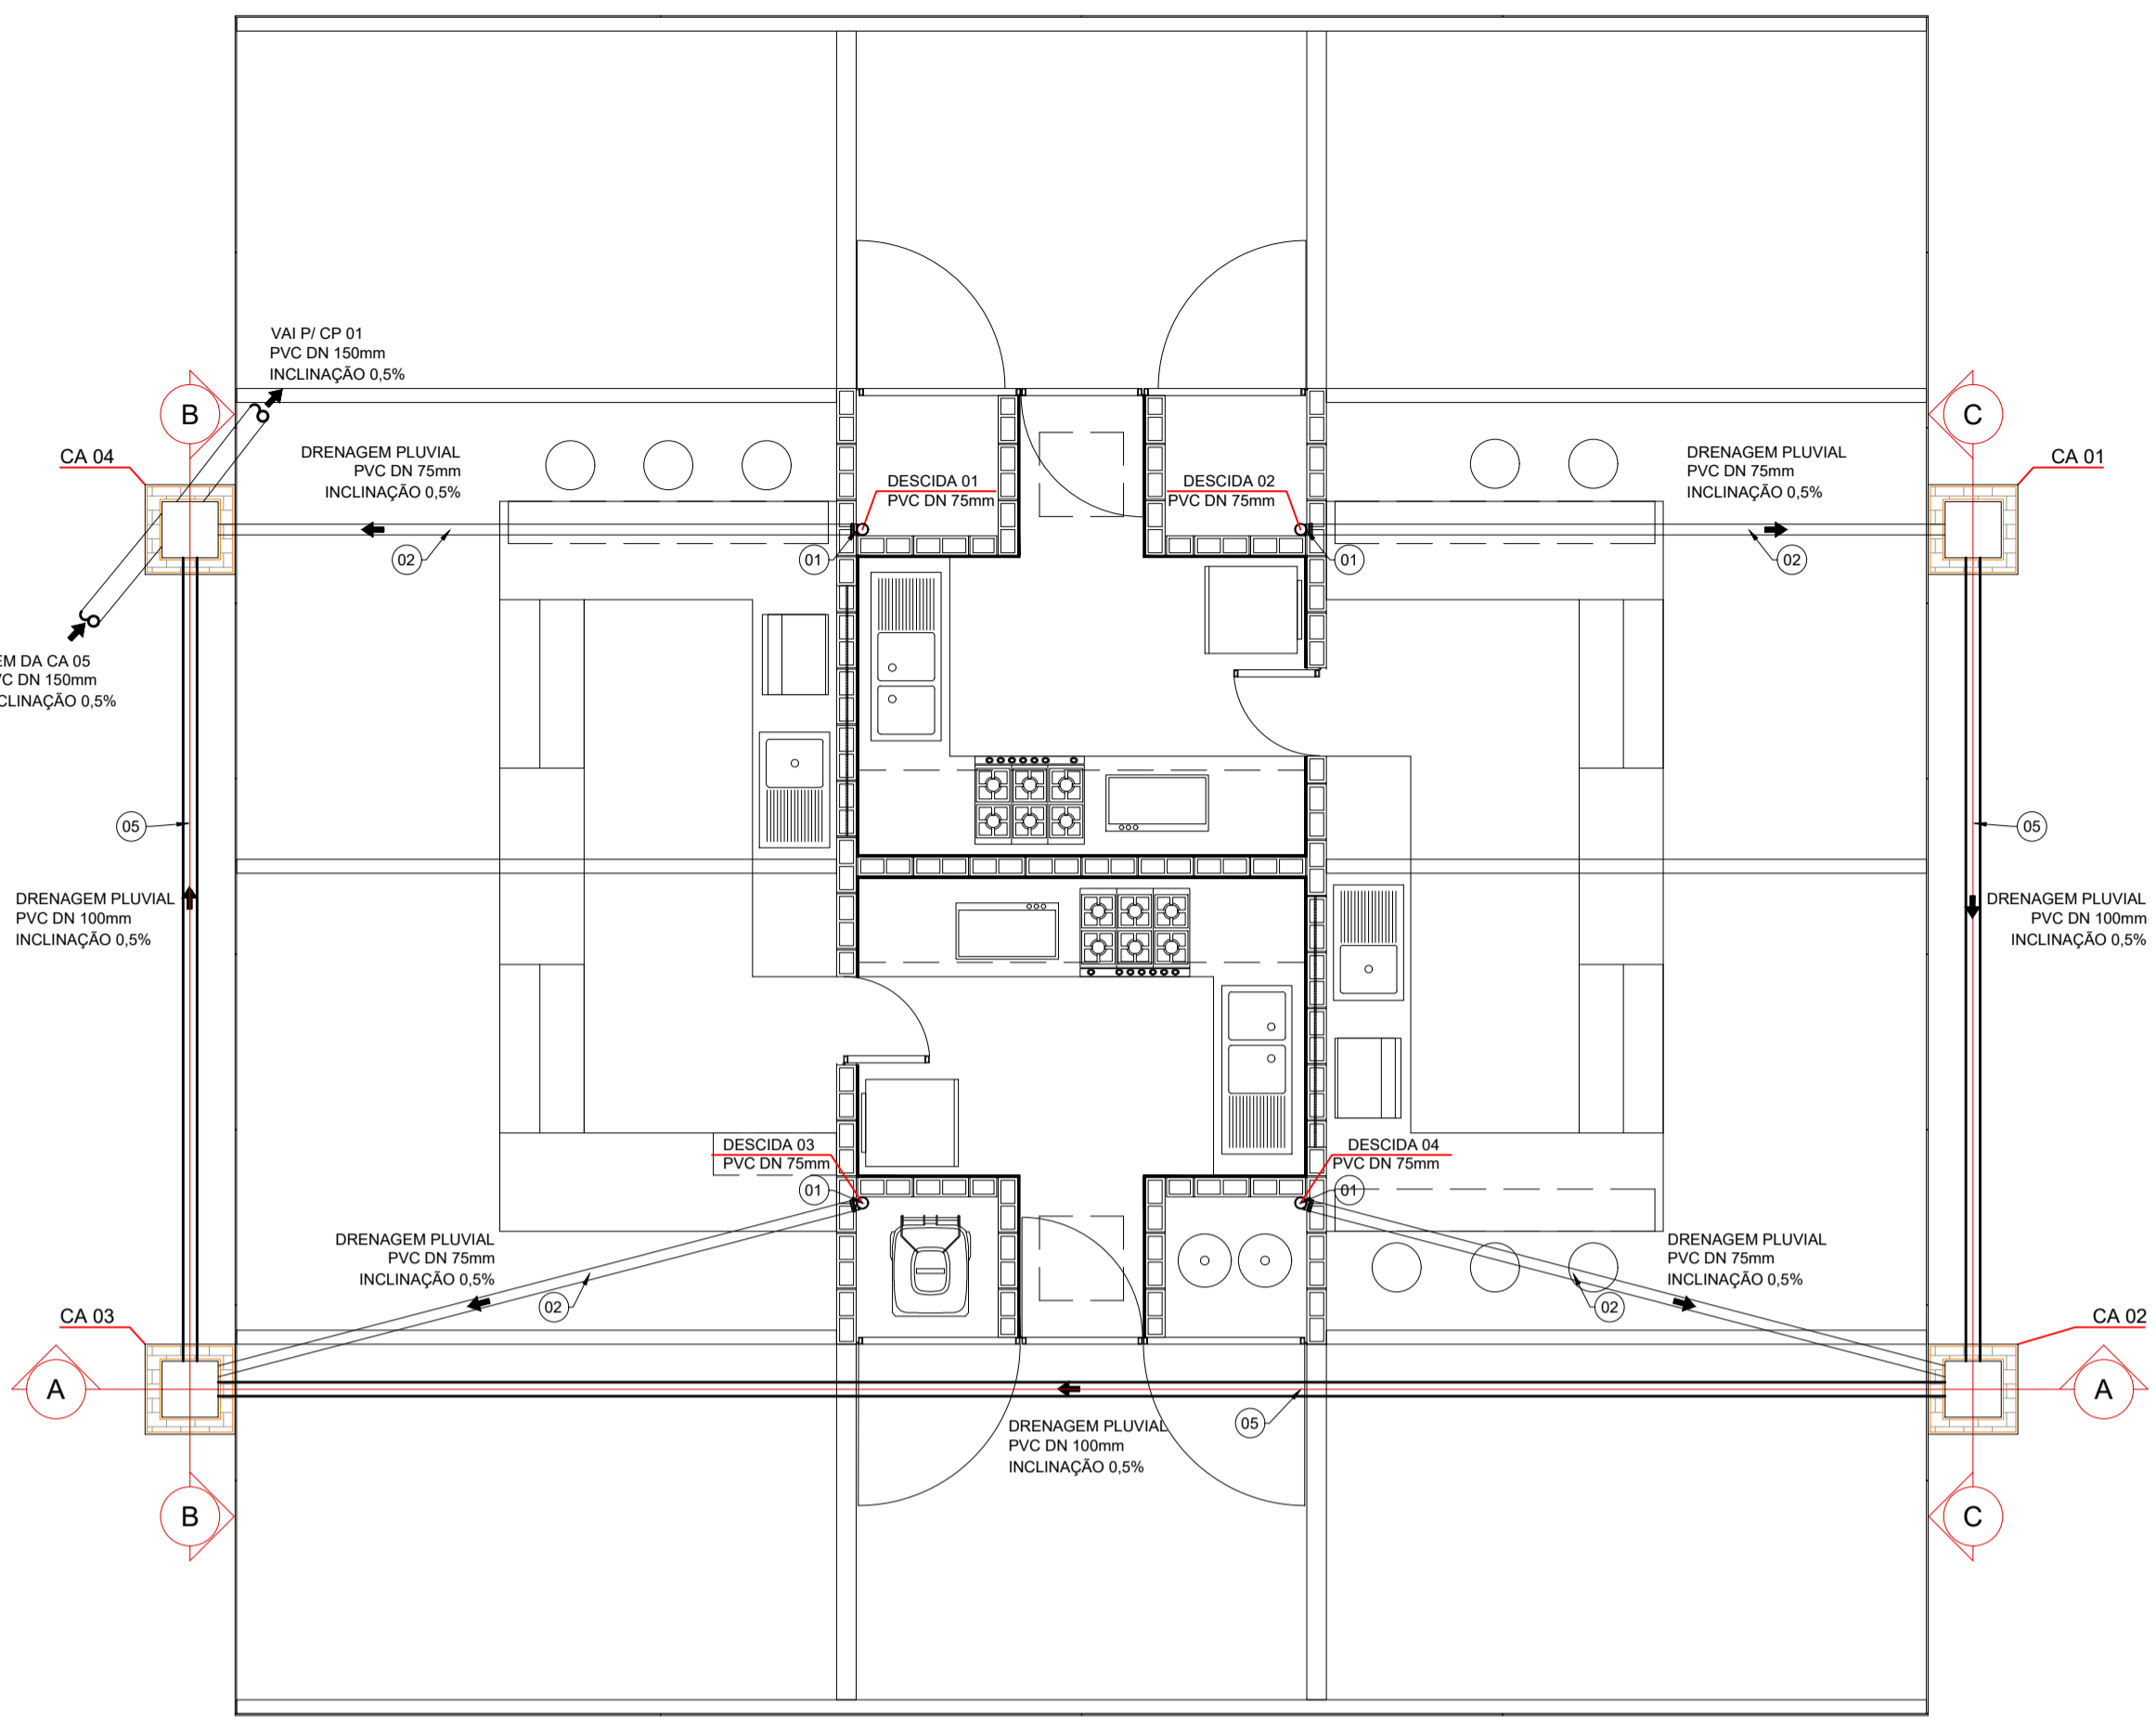 VAI P/ CP 01
PVC DN 150mm
INCLINAÇÃO 0,5%
B
C
CA 04
DRENAGEM PLUVIAL
PVC DN 75mm
INCLINAÇÃO 0,5%
DESCIDA 01
PVC DN 75mm
DESCIDA 02
PVC DN 75mm
DRENAGEM PLUVIAL
PVC DN 75mm
INCLINAÇÃO 0,5%
CA 01
02
01
01
02
DA CA 05
DN 150mm
0,5%
05
05
DRENAGEM PLUVIAL
PVC DN 100mm
INCLINAÇÃO 0,5%
DRENAGEM PLUVIAL
PVC DN 100mm
INCLINAÇÃO 0,5%
DESCIDA 03
PVC DN 75mm
DESCIDA 04
PVC DN 75mm
01
01
DRENAGEM PLUVIAL
PVC DN 75mm
INCLINAÇÃO 0,5%
DRENAGEM PLUVIAL
PVC DN 75mm
INCLINAÇÃO 0,5%
02
02
CA 03
CA 02
A
A
DRENAGEM PLUVIAL
PVC DN 100mm
INCLINAÇÃO 0,5%
05
B
C